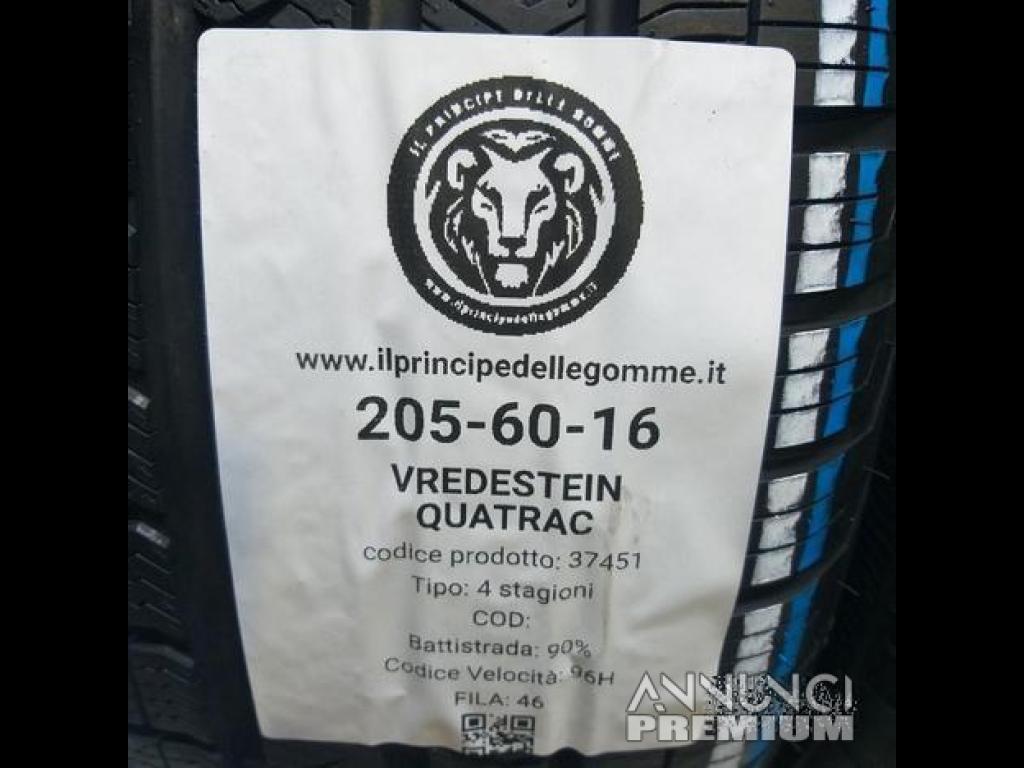 IL PRINCIPE DELLE GOMME
www.ilprincipedellegomme.it
www.ilprincipedellegomme.it
205-60-16
VREDESTEIN
QUATRAC
codice prodotto: 37451
Tipo: 4 stagioni
COD:
Battistrada: 90%
Codice Velocità: 96H
FILA: 46
ANNUNCI
PREMIUM